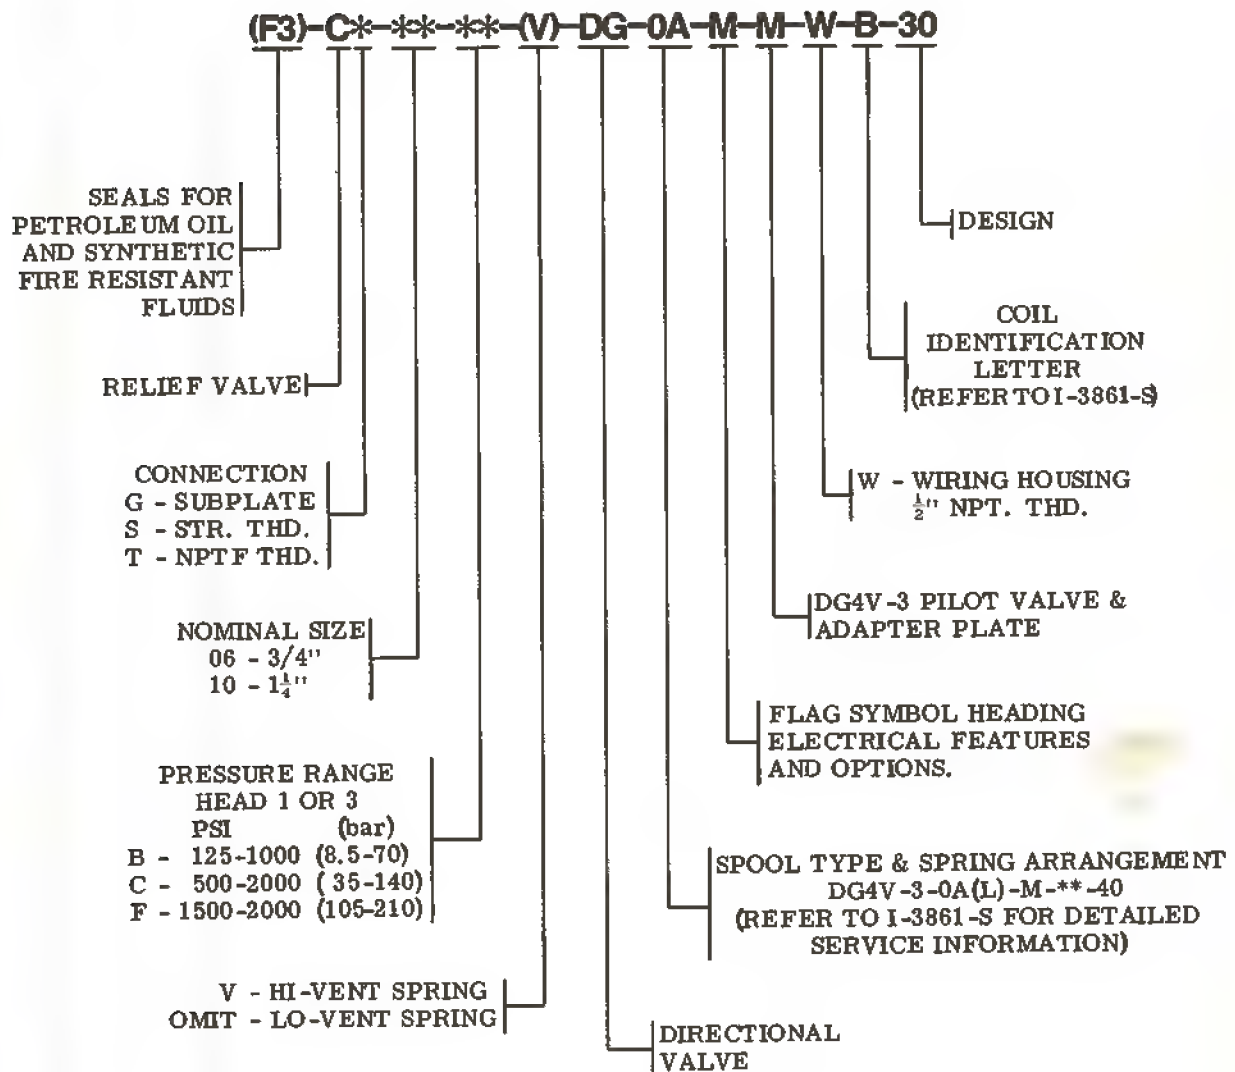 (F3)-C*-**-**-(V)-DG-0A-M-M-W-B-30
SEALS FOR
PETROLEUM OIL
AND SYNTHETIC
FIRE RESISTANT
FLUIDS
DESIGN
COIL
IDENTIFICATION
LETTER
(REFER TO I-3861-S)
RELIEF VALVE
CONNECTION
G - SUBPLATE
S - STR. THD.
T - NPTF THD.
W - WIRING HOUSING
½" NPT. THD.
DG4V-3 PILOT VALVE &
ADAPTER PLATE
NOMINAL SIZE
06 - 3/4"
10 - 1¼"
FLAG SYMBOL HEADING
ELECTRICAL FEATURES
AND OPTIONS.
PRESSURE RANGE
HEAD 1 OR 3
PSI (bar)
B - 125-1000 (8.5-70)
C - 500-2000 (35-140)
F - 1500-2000 (105-210)
SPOOL TYPE & SPRING ARRANGEMENT
DG4V-3-0A(L)-M-**-40
(REFER TO I-3861-S FOR DETAILED
SERVICE INFORMATION)
V - HI-VENT SPRING
OMIT - LO-VENT SPRING
DIRECTIONAL
VALVE